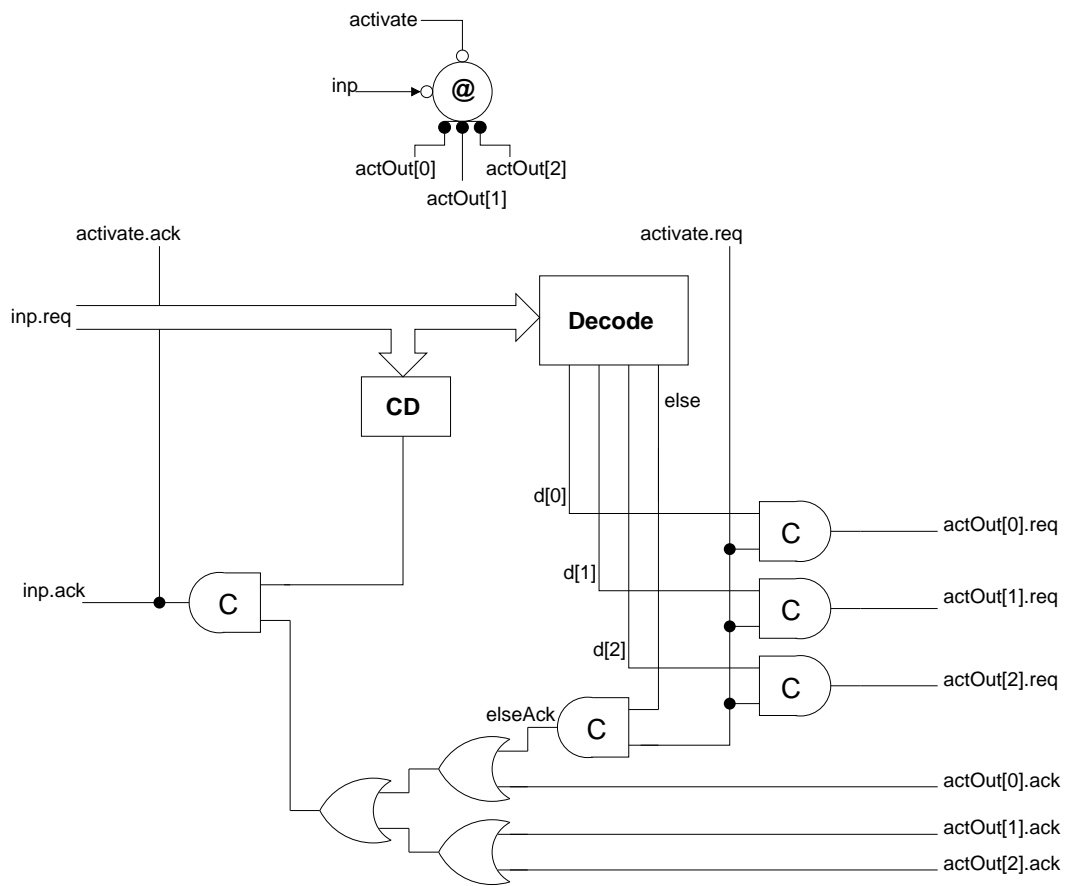 activate
inp
@
actOut[0]
actOut[2]
actOut[1]
activate.ack
activate.req
inp.req
Decode
CD
else
d[0]
C
actOut[0].req
d[1]
inp.ack
C
C
actOut[1].req
d[2]
C
actOut[2].req
elseAck
C
actOut[0].ack
actOut[1].ack
actOut[2].ack